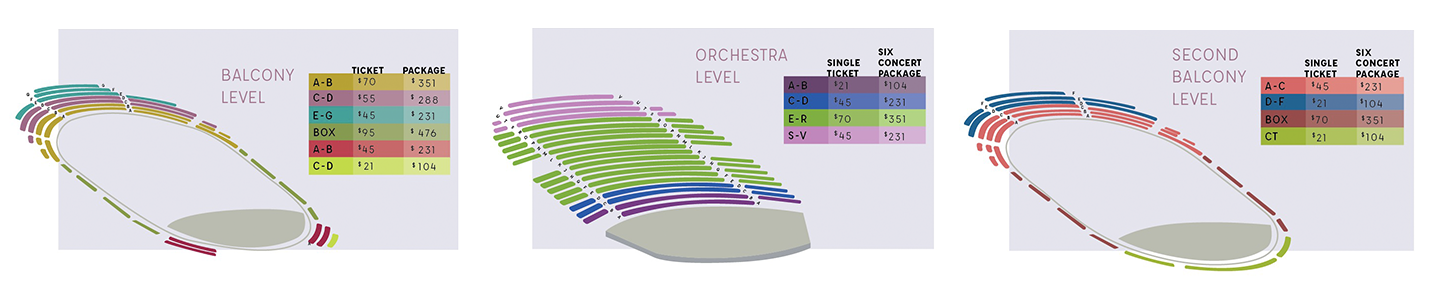 BALCONY
LEVEL
TICKET PACKAGE
A-B $70 $351
C-D $55 $288
E-G $45 $231
BOX $95 $476
A-B $45 $231
C-D $21 $104
ORCHESTRA
LEVEL
SINGLE
TICKET
SIX
CONCERT
PACKAGE
A-B $21 $104
C-D $45 $231
E-R $70 $351
S-V $45 $231
SECOND
BALCONY
LEVEL
SINGLE
TICKET
SIX
CONCERT
PACKAGE
A-C $45 $231
D-F $21 $104
BOX $70 $351
CT $21 $104